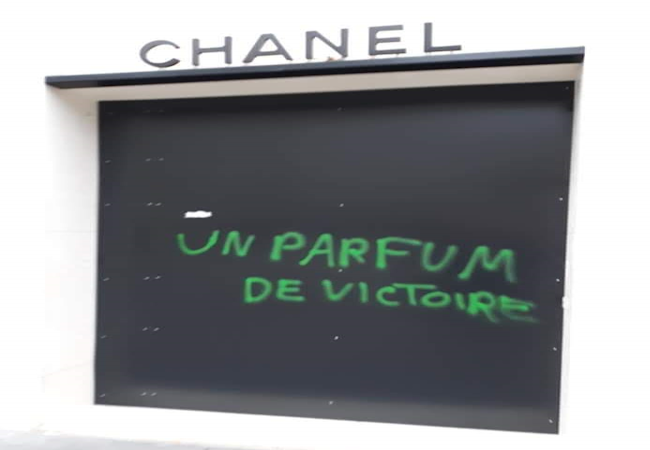 CHANEL
UN PARFUM
DE VICTOIRE